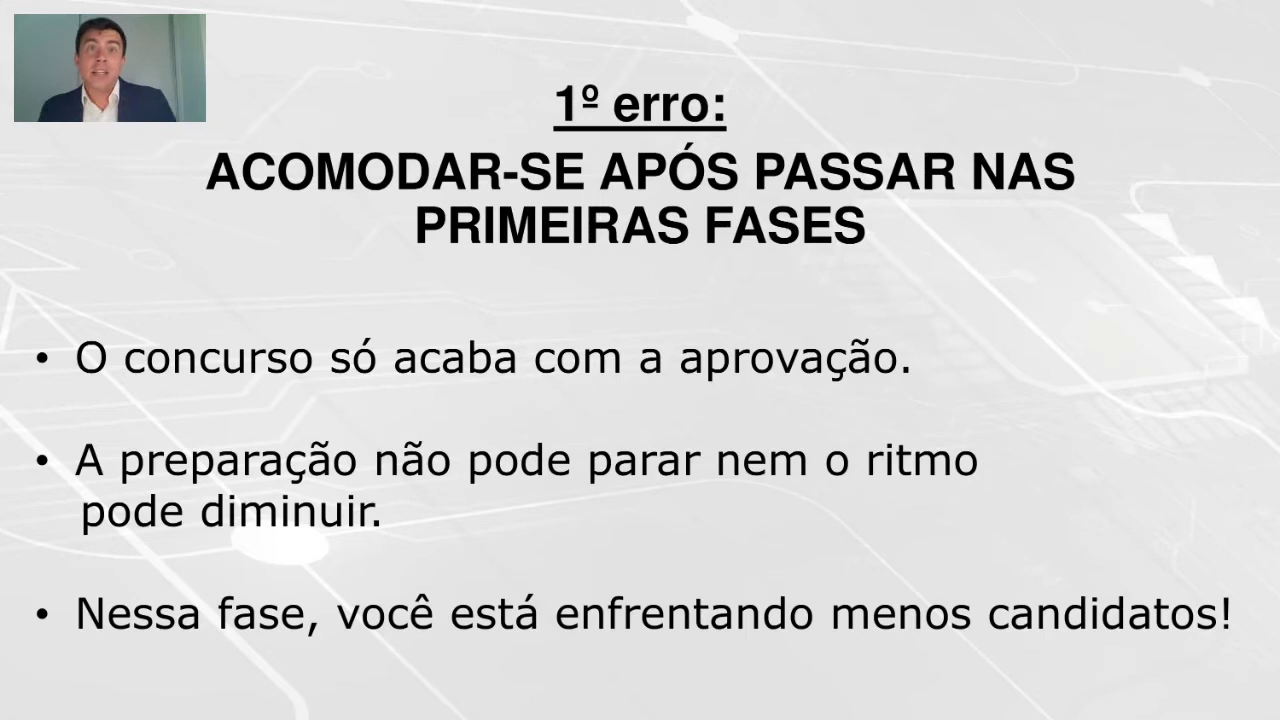 1º erro:
ACOMODAR-SE APÓS PASSAR NAS
PRIMEIRAS FASES
• O concurso só acaba com a aprovação.
• A preparação não pode parar nem o ritmo
pode diminuir.
• Nessa fase, você está enfrentando menos candidatos!